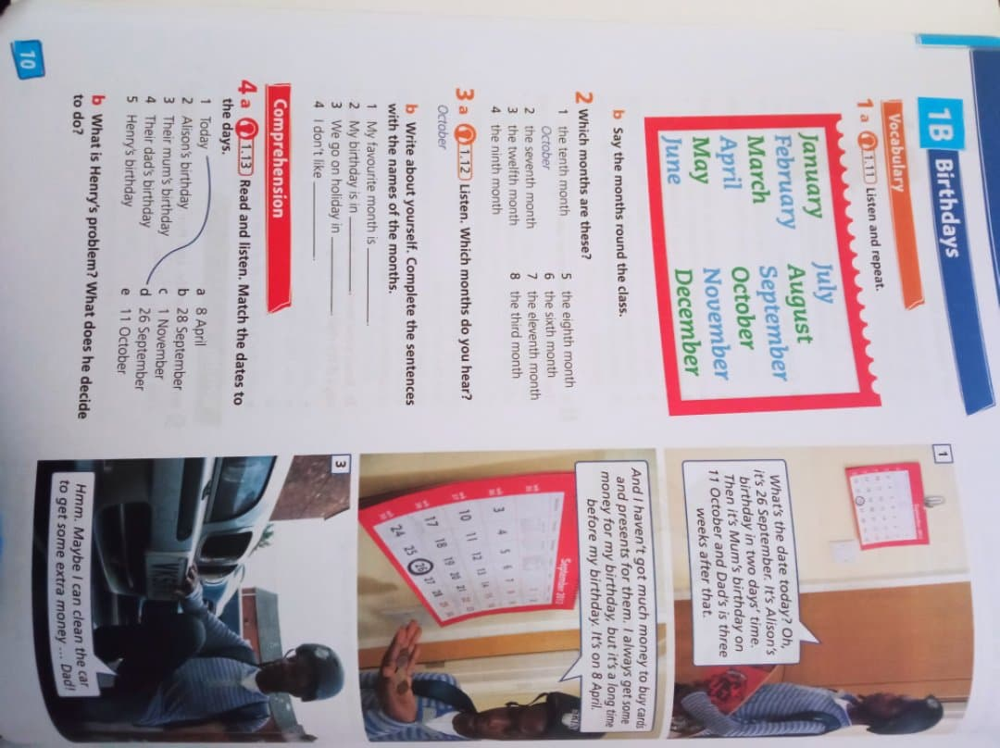 1B Birthdays
Vocabulary
1 a 1.11 Listen and repeat.
January
February
March
April
May
June
July
August
September
October
November
December
b Say the months round the class.
2 Which months are these?
1 the tenth month
October
2 the seventh month
3 the twelfth month
4 the ninth month
5 the eighth month
6 the sixth month
7 the eleventh month
8 the third month
3 a 1.12 Listen. Which months do you hear?
October
b Write about yourself. Complete the sentences
with the names of the months.
1 My favourite month is ________.
2 My birthday is in ________.
3 We go on holiday in ________.
4 I don't like ________.
Comprehension
4 a 1.13 Read and listen. Match the dates to
the days.
1 Today
2 Alison's birthday
3 Their mum's birthday
4 Their dad's birthday
5 Henry's birthday
a 8 April
b 28 September
c 1 November
d 26 September
e 11 October
b What is Henry's problem? What does he decide
to do?
10
1
What's the date today? Oh,
it's 26 September. It's Alison's
birthday in two days' time.
Then it's Mum's birthday on
11 October and Dad's is three
weeks after that.
And I haven't got much money to buy cards
and presents for them. I always get some
money for my birthday, but it's a long time
before my birthday. It's on 8 April.
September
3 4 5 6 7
10 11 12 13 14
17 18 19 20 21
24 25 26 27 28
3
Hmm. Maybe I can clean the car
to get some extra money ... Dad!